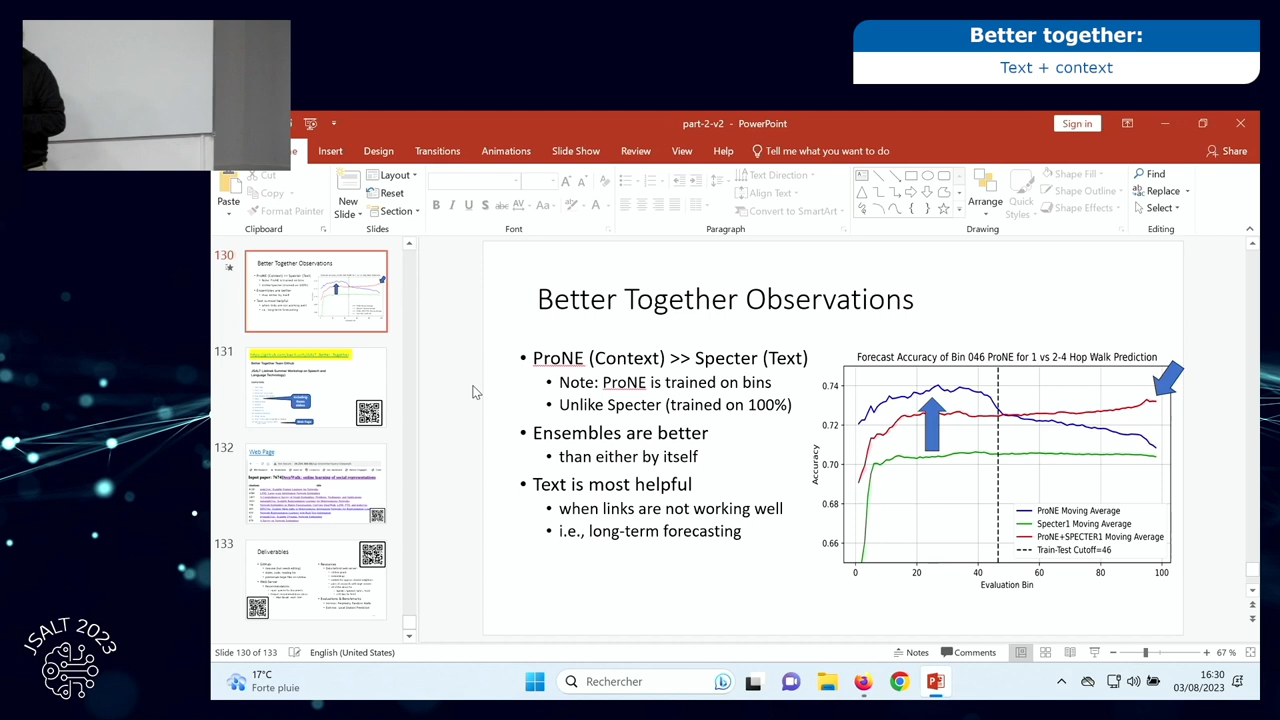 Better together:
Text + context
part-2-v2 - PowerPoint
Sign in
Insert
Design
Transitions
Animations
Slide Show
Review
View
Help
Tell me what you want to do
Share
Paste
Cut
Copy
Format Painter
Clipboard
New
Slide
Layout
Reset
Section
Slides
B I U S abc AV Aa A
Font
Text Direction
Align Text
Convert to SmartArt
Paragraph
Arrange
Quick
Styles
Shape Fill
Shape Outline
Shape Effects
Drawing
Find
Replace
Select
Editing
130
Better Together Observations
131
132
Web Page
133
Deliverables
Better Together Observations
• ProNE (Context) >> Specter (Text)
• Note: ProNE is trained on bins
• Unlike Specter (trained on 100%)
• Ensembles are better
• than either by itself
• Text is most helpful
• when links are not working well
• i.e., long-term forecasting
Forecast Accuracy of Bin 046 ProNE for 1 vs 2-4 Hop Walk Prediction
Accuracy
0.74
0.72
0.70
0.68
0.66
ProNE Moving Average
Specter1 Moving Average
ProNE+SPECTER1 Moving Average
Train-Test Cutoff=46
0 20 40 60 80 100
Evaluation Bin
Slide 130 of 133
English (United States)
Notes
Comments
67 %
17°C
Forte pluie
Rechercher
16:30
03/08/2023
JSALT 2023